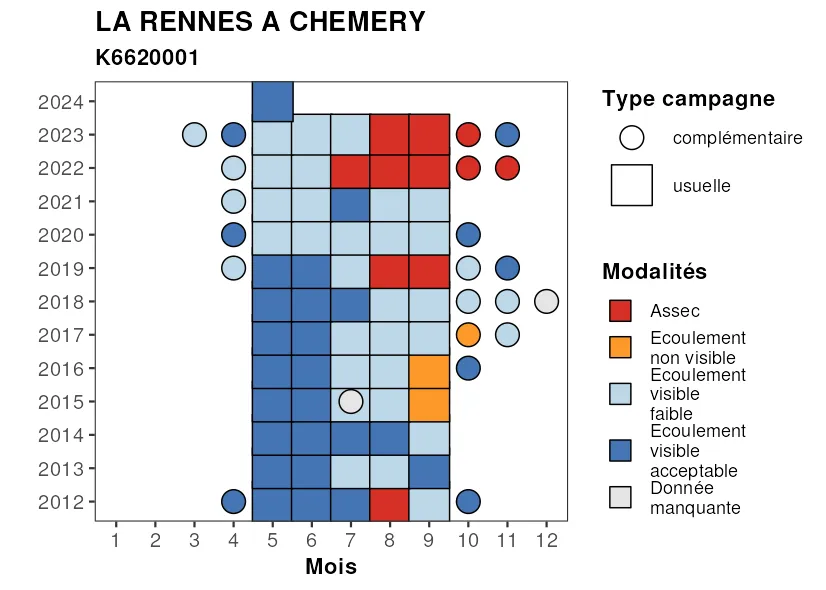 LA RENNES A CHEMERY
K6620001
2024
2023
2022
2021
2020
2019
2018
2017
2016
2015
2014
2013
2012
1 2 3 4 5 6 7 8 9 10 11 12
Mois
Type campagne
complémentaire
usuelle
Modalités
Assec
Ecoulement
non visible
Ecoulement
visible
faible
Ecoulement
visible
acceptable
Donnée
manquante